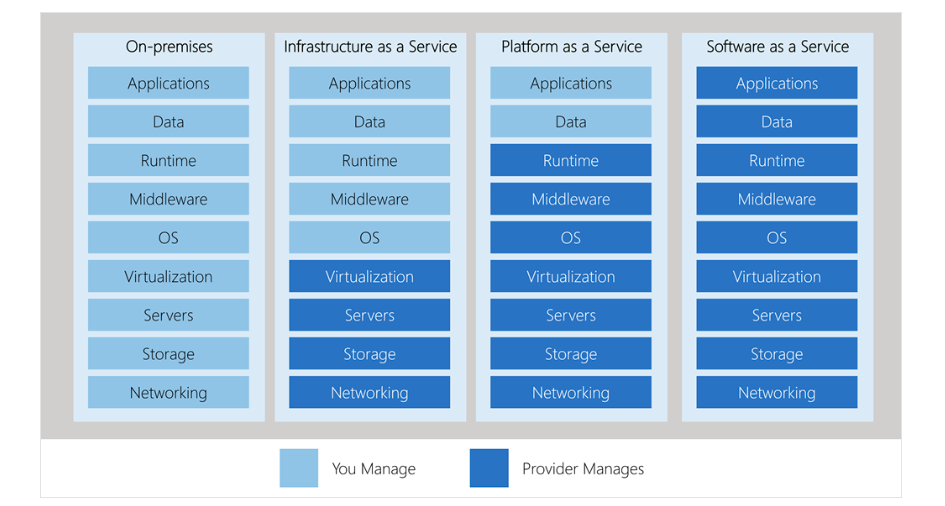 On-premises
Applications
Data
Runtime
Middleware
OS
Virtualization
Servers
Storage
Networking
Infrastructure as a Service
Applications
Data
Runtime
Middleware
OS
Virtualization
Servers
Storage
Networking
Platform as a Service
Applications
Data
Runtime
Middleware
OS
Virtualization
Servers
Storage
Networking
Software as a Service
Applications
Data
Runtime
Middleware
OS
Virtualization
Servers
Storage
Networking
You Manage
Provider Manages